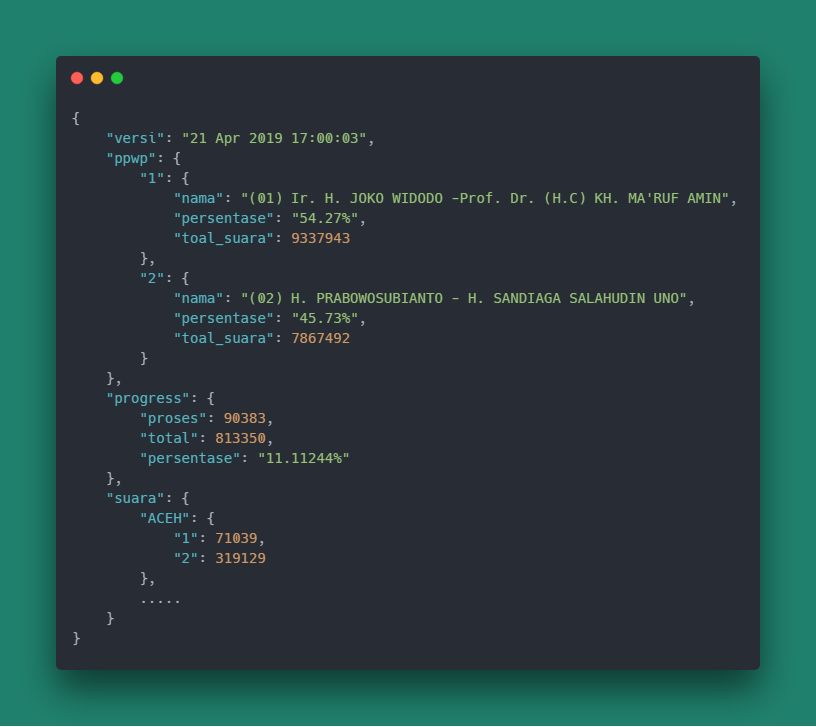 {
    "versi": "21 Apr 2019 17:00:03",
    "ppwp": {
        "1": {
            "nama": "(01) Ir. H. JOKO WIDODO -Prof. Dr. (H.C) KH. MA'RUF AMIN",
            "persentase": "54.27%",
            "toal_suara": 9337943
        },
        "2": {
            "nama": "(02) H. PRABOWOSUBIANTO - H. SANDIAGA SALAHUDIN UNO",
            "persentase": "45.73%",
            "toal_suara": 7867492
        }
    },
    "progress": {
        "proses": 90383,
        "total": 813350,
        "persentase": "11.11244%"
    },
    "suara": {
        "ACEH": {
            "1": 71039,
            "2": 319129
        },
        .....
    }
}